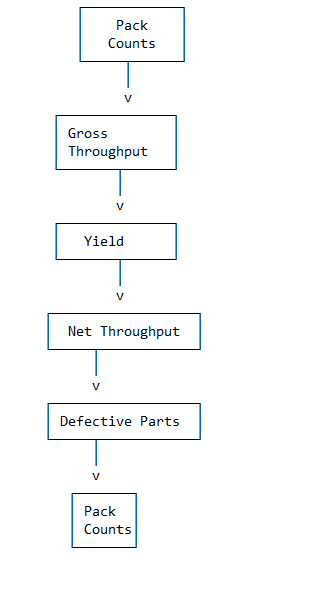 Pack
Counts
v
Gross
Throughput
v
Yield
v
Net Throughput
v
Defective Parts
v
Pack
Counts